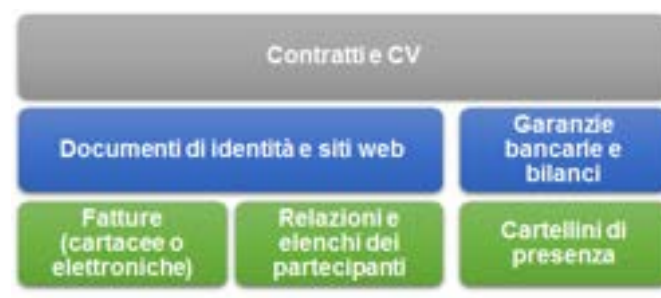 Contratti e CV
Documenti di identità e siti web
Garanzie
bancarie e
bilanci
Fatture
(cartacee o
elettroniche)
Relazioni e
elenchi dei
partecipanti
Cartellini di
presenza